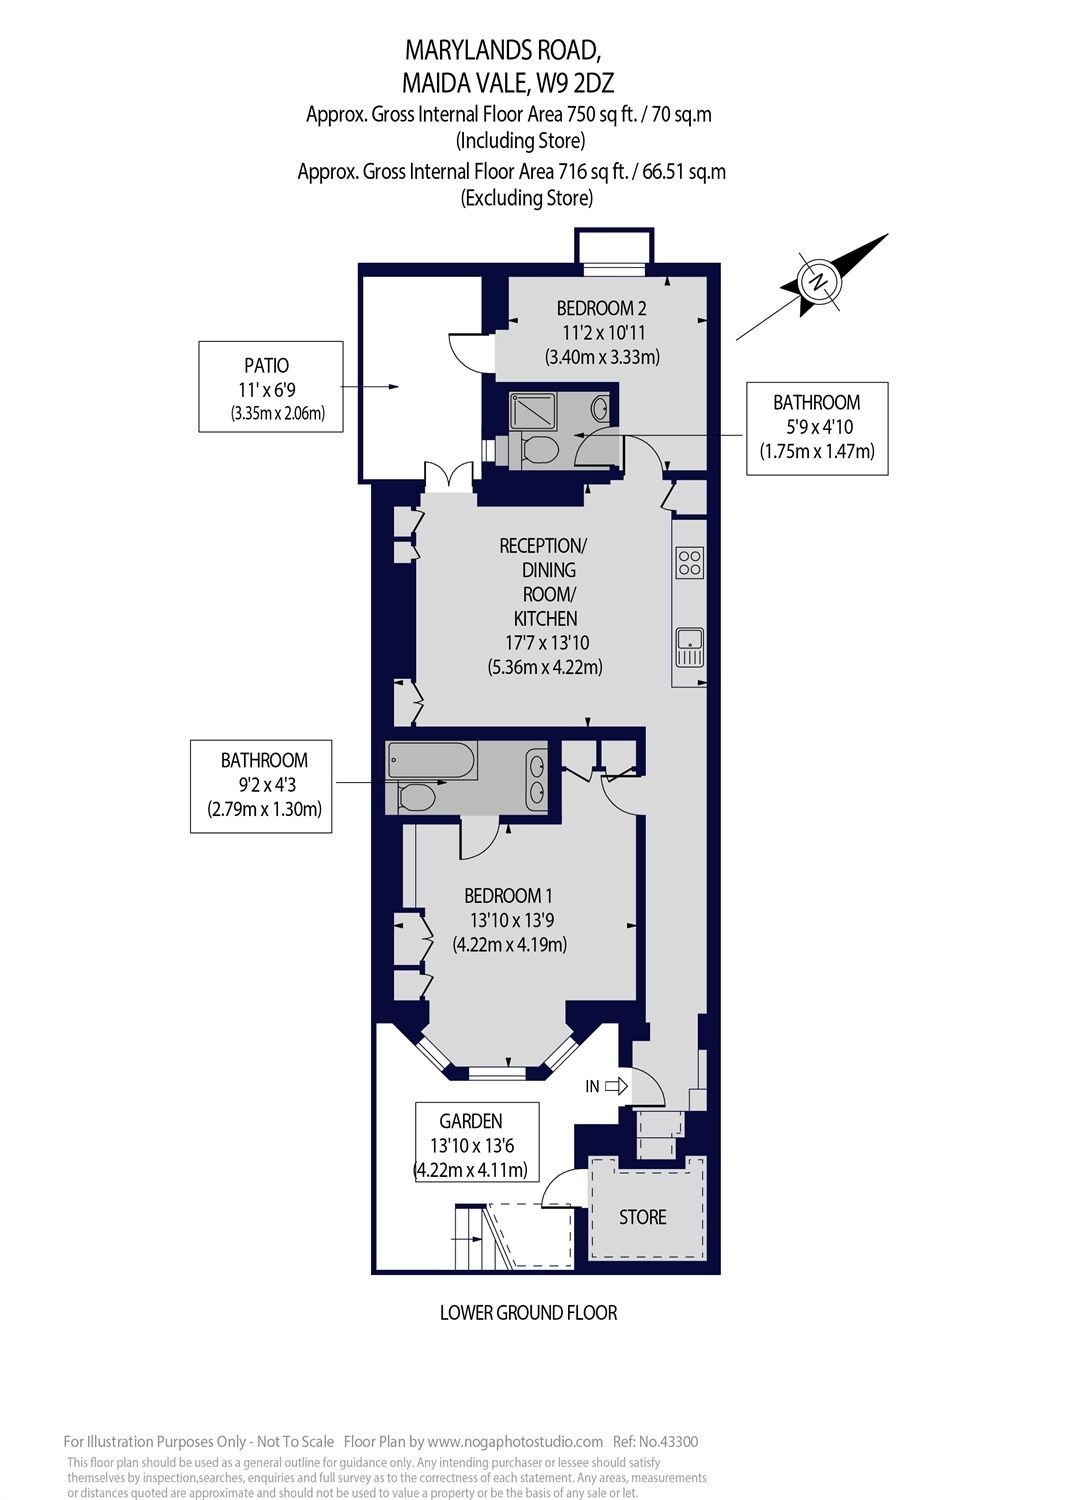 MARYLANDS ROAD,
MAIDA VALE, W9 2DZ
Approx. Gross Internal Floor Area 750 sq ft. / 70 sq.m
(Including Store)
Approx. Gross Internal Floor Area 716 sq ft. / 66.51 sq.m
(Excluding Store)
N
BEDROOM 2
11'2 x 10'11
(3.40m x 3.33m)
PATIO
11' x 6'9
(3.35m x 2.06m)
BATHROOM
5'9 x 4'10
(1.75m x 1.47m)
RECEPTION/
DINING
ROOM/
KITCHEN
17'7 x 13'10
(5.36m x 4.22m)
BATHROOM
9'2 x 4'3
(2.79m x 1.30m)
BEDROOM 1
13'10 x 13'9
(4.22m x 4.19m)
IN
GARDEN
13'10 x 13'6
(4.22m x 4.11m)
STORE
LOWER GROUND FLOOR
For Illustration Purposes Only - Not To Scale Floor Plan by www.nogaphotostudio.com Ref: No.43300
This floor plan should be used as a general outline for guidance only. Any intending purchaser or lessee should satisfy
themselves by inspection,searches, enquiries and full survey as to the correctness of each statement. Any areas, measurements
or distances quoted are approximate and should not be used to value a property or be the basis of any sale or let.